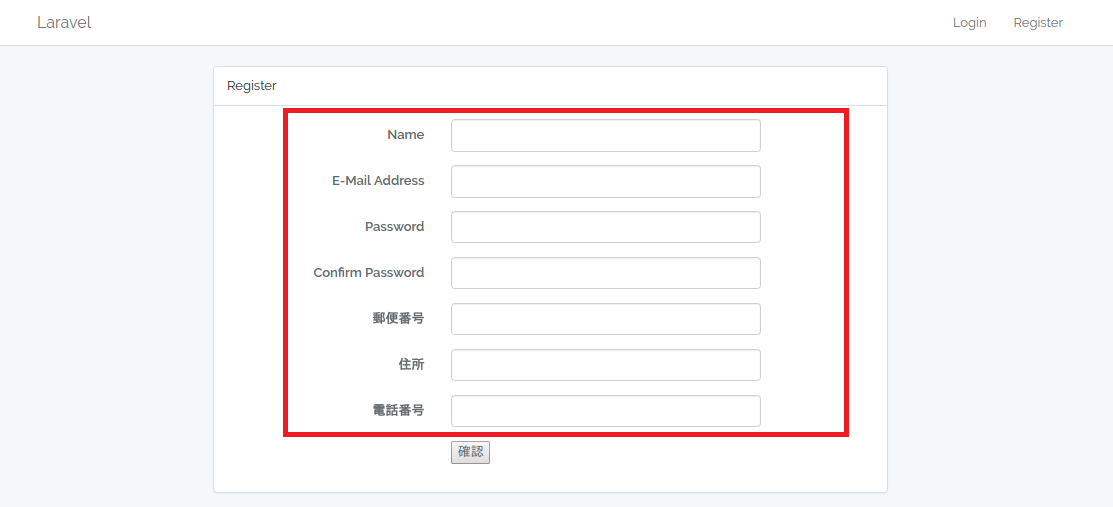 Laravel
Login Register
Register
Name
E-Mail Address
Password
Confirm Password
郵便番号
住所
電話番号
確認